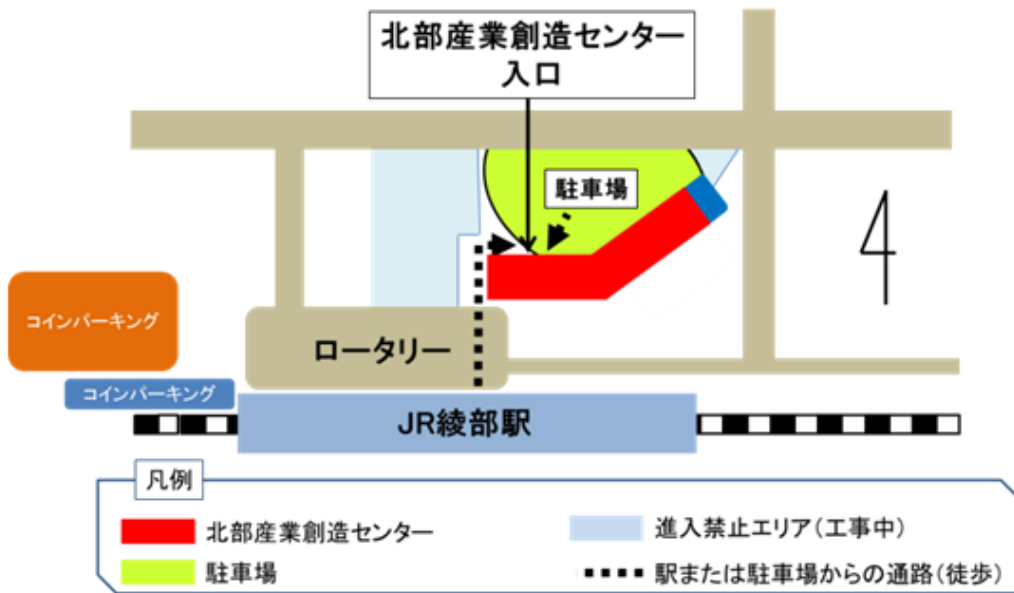 北部産業創造センター
入口
駐車場
コインパーキング
ロータリー
コインパーキング
JR綾部駅
凡例
北部産業創造センター
進入禁止エリア(工事中)
駐車場
駅または駐車場からの通路(徒歩)